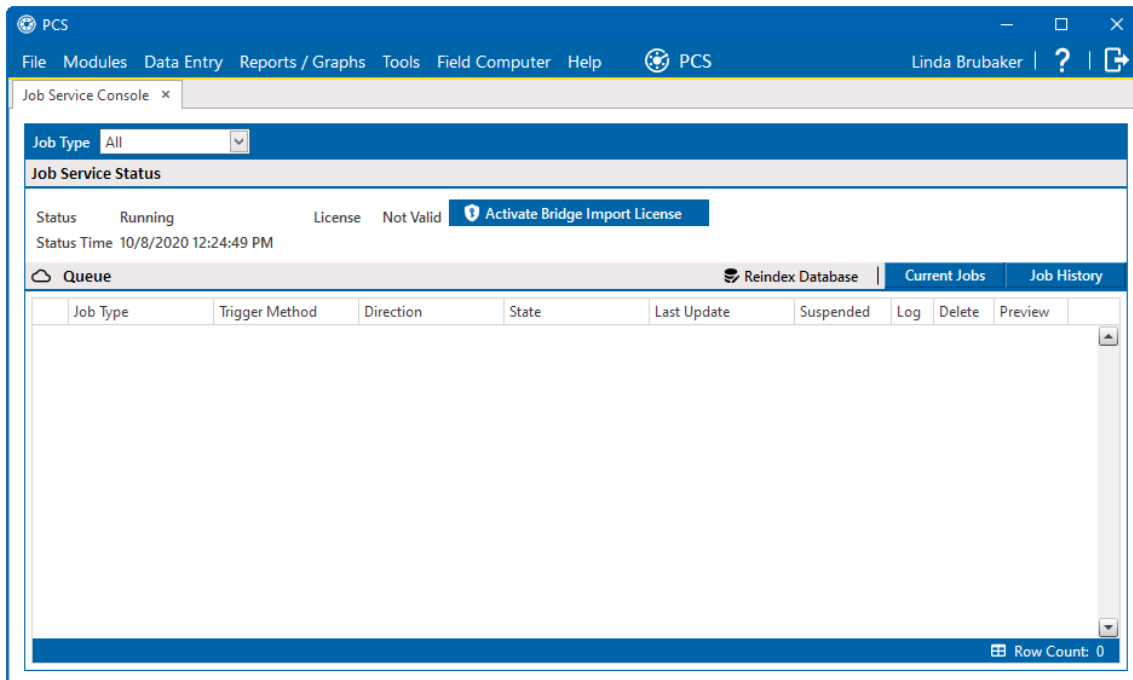 PCS
File Modules Data Entry Reports / Graphs Tools Field Computer Help PCS Linda Brubaker | ? |
Job Service Console ×
Job Type All
Job Service Status
Status Running License Not Valid Activate Bridge Import License
Status Time 10/8/2020 12:24:49 PM
Queue Reindex Database | Current Jobs Job History
Job Type Trigger Method Direction State Last Update Suspended Log Delete Preview
Row Count: 0